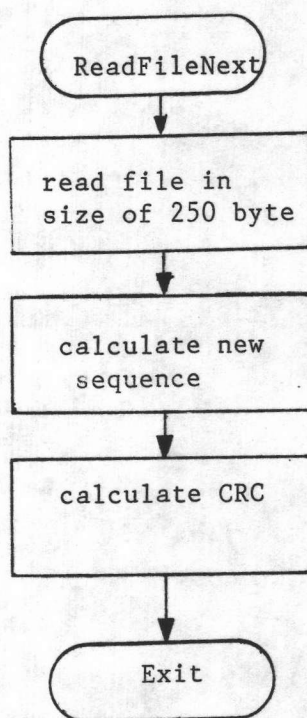 ReadFileNext
read file in
size of 250 byte
calculate new
sequence
calculate CRC
Exit